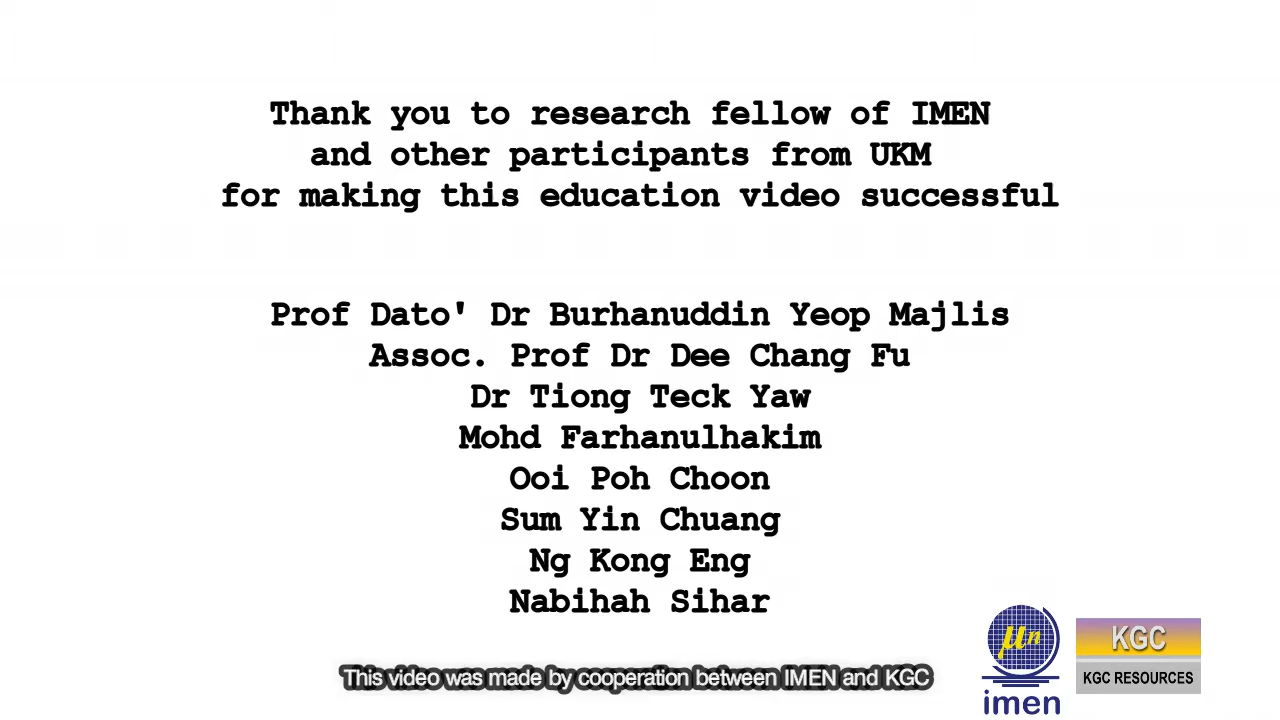 Thank you to research fellow of IMEN
and other participants from UKM
for making this education video successful
Prof Dato' Dr Burhanuddin Yeop Majlis
Assoc. Prof Dr Dee Chang Fu
Dr Tiong Teck Yaw
Mohd Farhanulhakim
Ooi Poh Choon
Sum Yin Chuang
Ng Kong Eng
Nabihah Sihar
This video was made by cooperation between IMEN and KGC
μn
imen
KGC
KGC RESOURCES